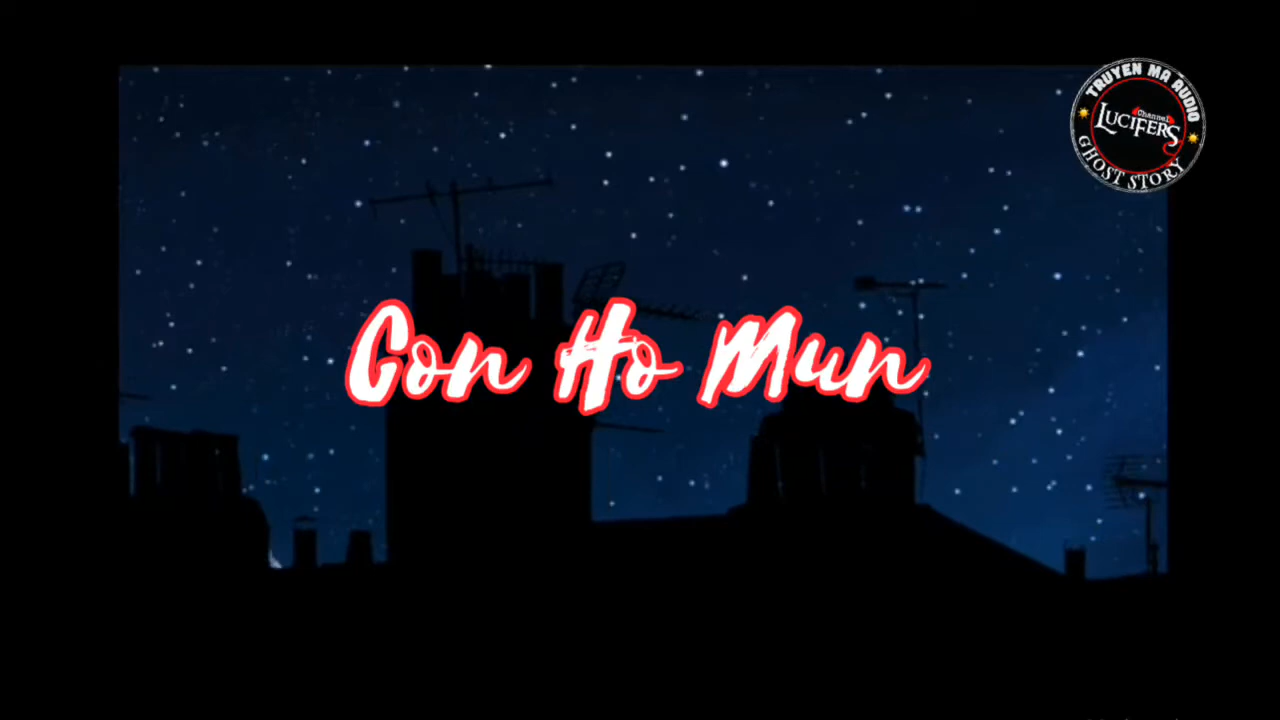 TRUYEN MA AUDIO
Channel
LUCIFERS
GHOST STORY
Con Ho Mun